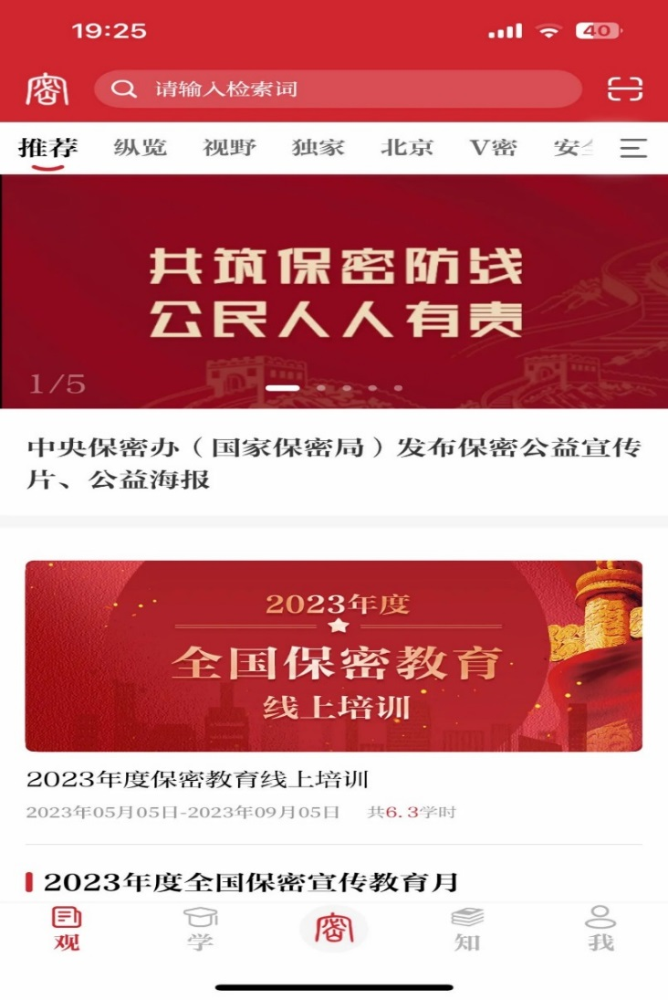 19:25
40
密
请输入检索词
推荐 纵览 视野 独家 北京 V密 安
共筑保密防线
公民人人有责
1/5
中央保密办（国家保密局）发布保密公益宣传
片、公益海报
2023年度
全国保密教育
线上培训
2023年度保密教育线上培训
2023年05月05日-2023年09月05日 共6.3学时
2023年度全国保密宣传教育月
观 学 密 知 我